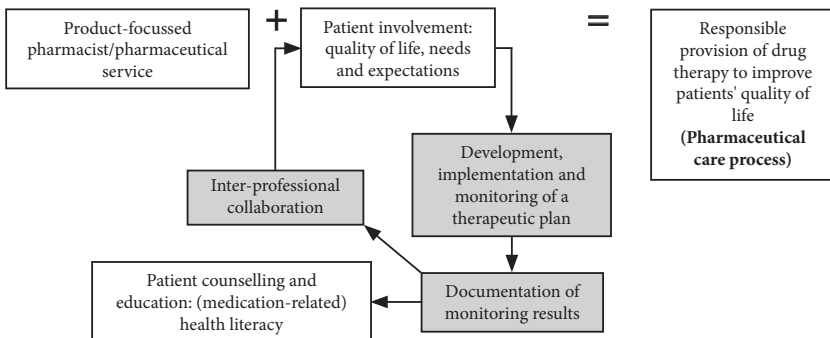 Product-focussed
pharmacist/pharmaceutical
service
+
Patient involvement:
quality of life, needs
and expectations
=
Responsible
provision of drug
therapy to improve
patients' quality of
life
(Pharmaceutical
care process)
Development,
implementation and
monitoring of a
therapeutic plan
Inter-professional
collaboration
Patient counselling and
education: (medication-related)
health literacy
Documentation of
monitoring results